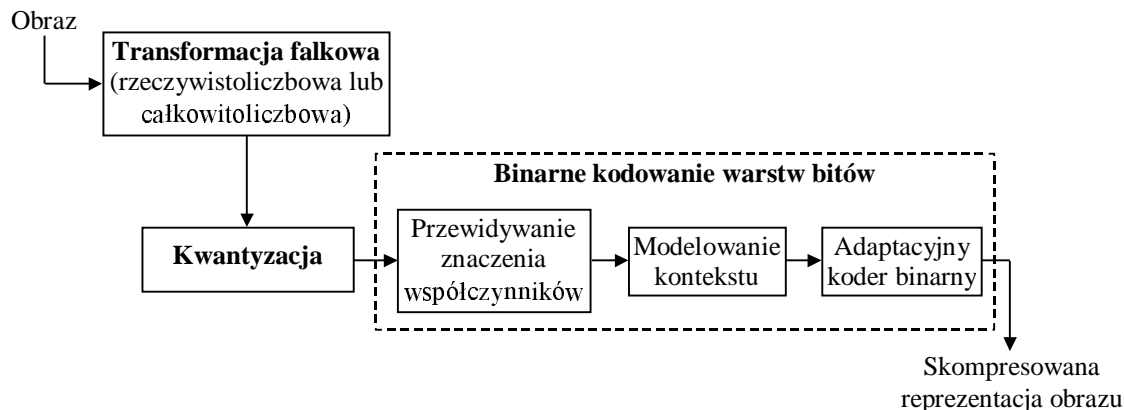 Obraz
Transformacja falkowa
(rzeczywistoliczbowa lub
całkowitoliczbowa)
Binarne kodowanie warstw bitów
Kwantyzacja
Przewidywanie
znaczenia
współczynników
Modelowanie
kontekstu
Adaptacyjny
koder binarny
Skompresowana
reprezentacja obrazu